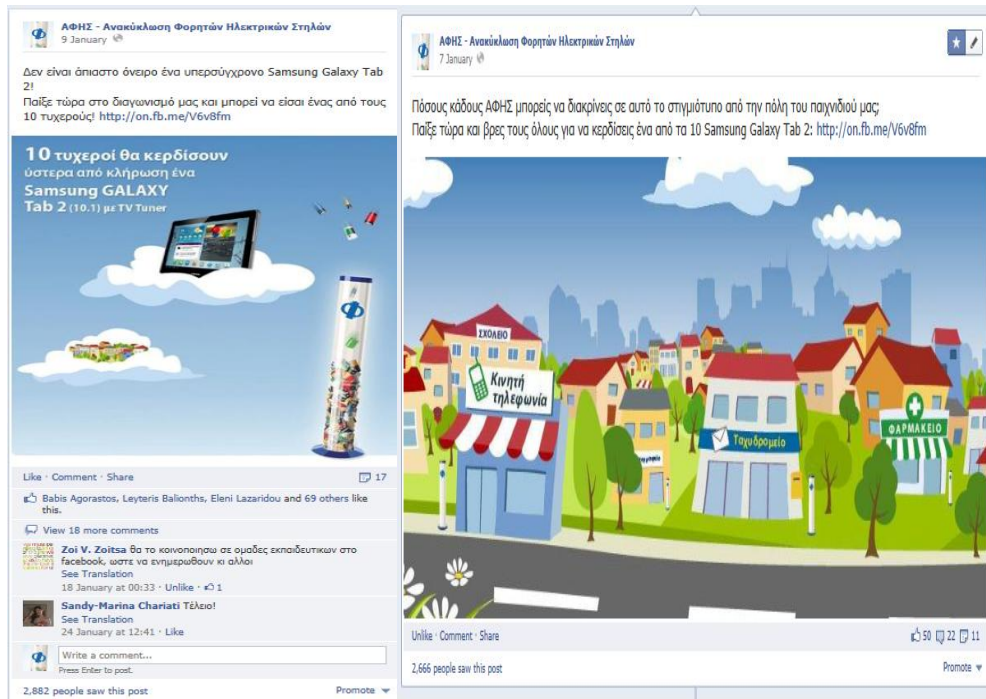 ΑΦΗΣ - Ανακύκλωση Φορητών Ηλεκτρικών Στηλών
9 January
Δεν είναι άπιαστο όνειρο ένα υπερσύγχρονο Samsung Galaxy Tab
2!
Παίξε τώρα στο διαγωνισμό μας και μπορεί να είσαι ένας από τους
10 τυχερούς! http://on.fb.me/V6v8fm
10 τυχεροί θα κερδίσουν
ύστερα από κλήρωση ένα
Samsung GALAXY
Tab 2 (10.1) με TV Tuner
Φ
Like · Comment · Share
17
Babis Agorastos, Leyteris Balionths, Eleni Lazaridou and 69 others like
this.
View 18 more comments
Zoi V. Zoitsa θα το κοινοποιησω σε ομαδες εκπαιδευτικων στο
facebook, ωστε να ενημερωθουν κι αλλοι
See Translation
18 January at 00:33 · Unlike · 1
Sandy-Marina Chariati Τέλειο!
See Translation
24 January at 12:41 · Like
Write a comment...
Press Enter to post.
2,882 people saw this post
Promote
ΑΦΗΣ - Ανακύκλωση Φορητών Ηλεκτρικών Στηλών
7 January
Πόσους κάδους ΑΦΗΣ μπορείς να διακρίνεις σε αυτό το στιγμιότυπο από την πόλη του παιχνιδιού μας;
Παίξε τώρα και βρες τους όλους για να κερδίσεις ένα από τα 10 Samsung Galaxy Tab 2: http://on.fb.me/V6v8fm
ΣΧΟΛΕΙΟ
Κινητή
τηλεφωνία
Ταχυδρομείο
ΦΑΡΜΑΚΕΙΟ
Unlike · Comment · Share
50 22 11
2,666 people saw this post
Promote